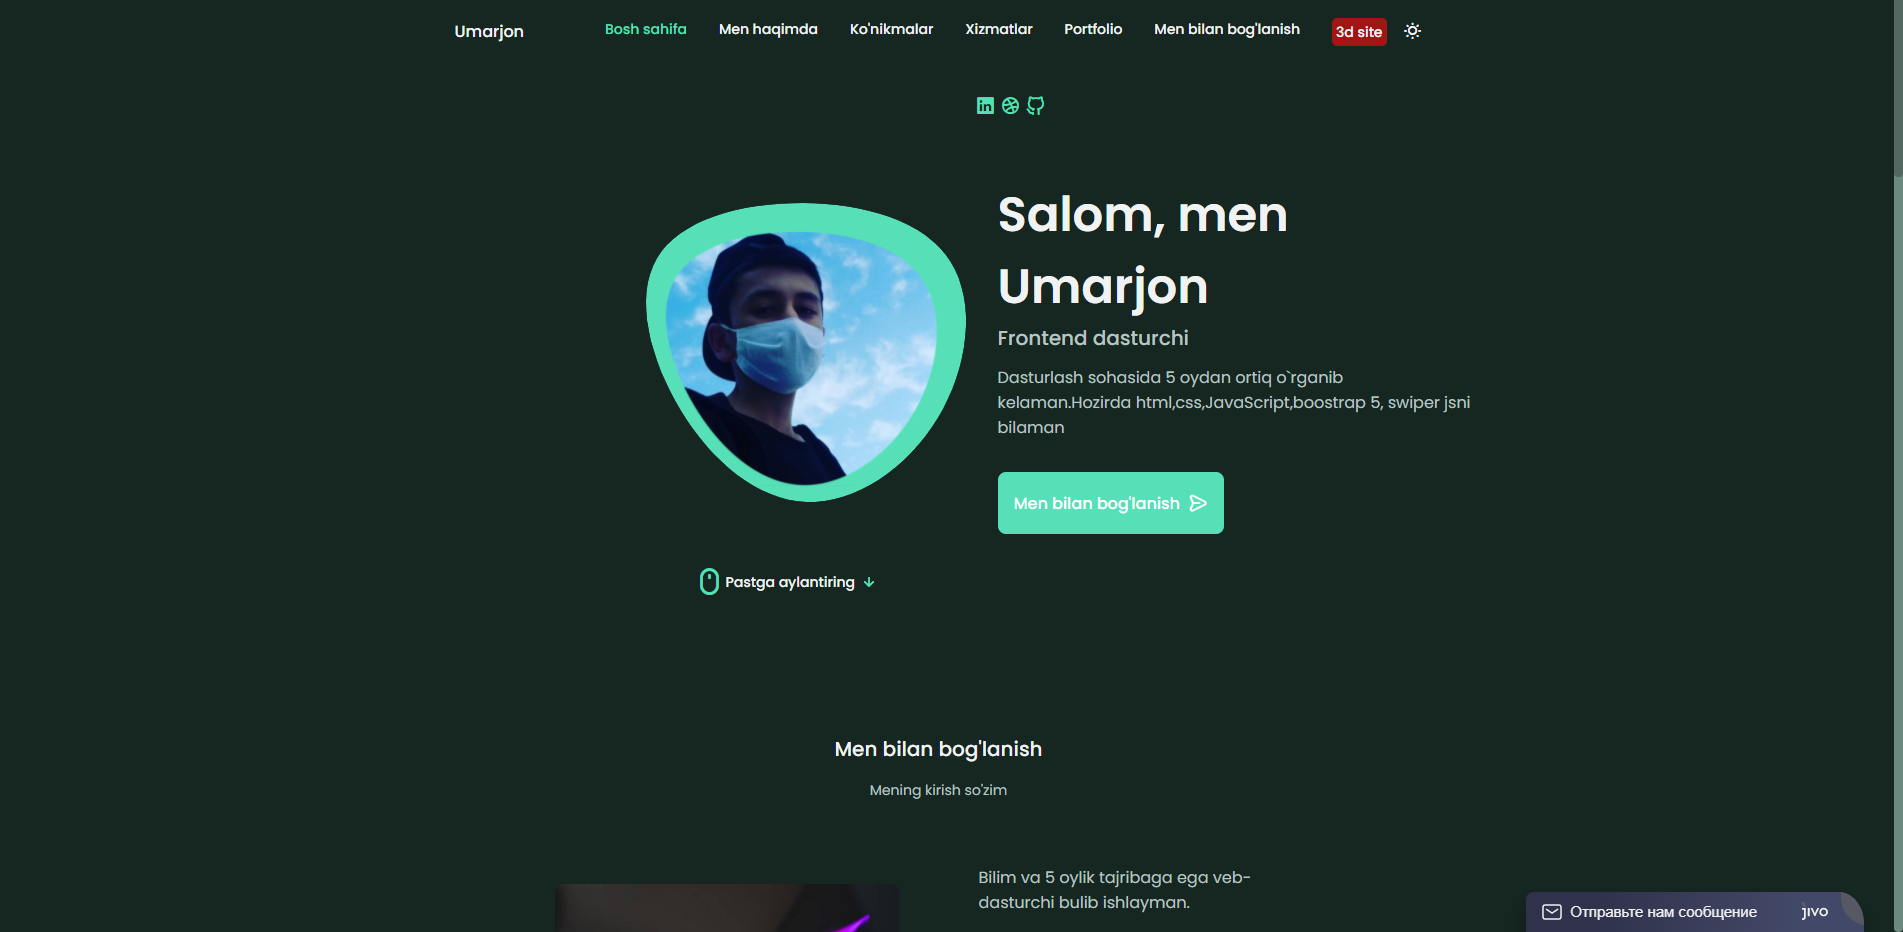 Umarjon
Bosh sahifa
Men haqimda
Ko'nikmalar
Xizmatlar
Portfolio
Men bilan bog'lanish
3d site
in
Salom, men
Umarjon
Frontend dasturchi
Dasturlash sohasida 5 oydan ortiq o`rganib
kelaman.Hozirda html,css,JavaScript,boostrap 5, swiper jsni
bilaman
Men bilan bog'lanish
Pastga aylantiring
Men bilan bog'lanish
Mening kirish so'zim
Bilim va 5 oylik tajribaga ega veb-
dasturchi bulib ishlayman.
Отправьте нам сообщение
jivo